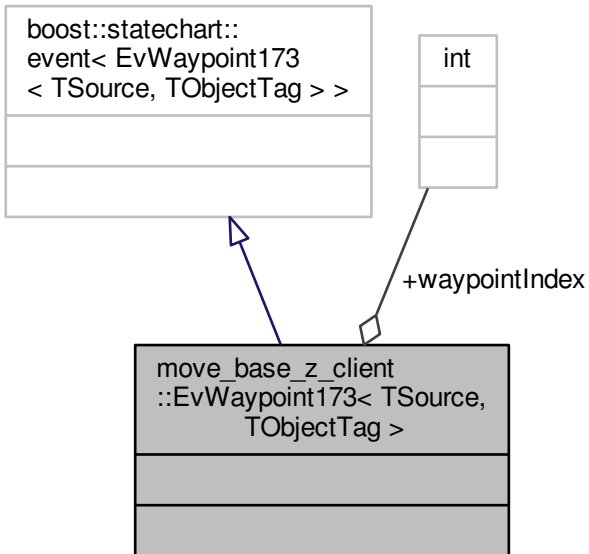 boost::statechart::
event< EvWaypoint173
< TSource, TObjectTag > >
int
+waypointIndex
move_base_z_client
::EvWaypoint173< TSource,
TObjectTag >